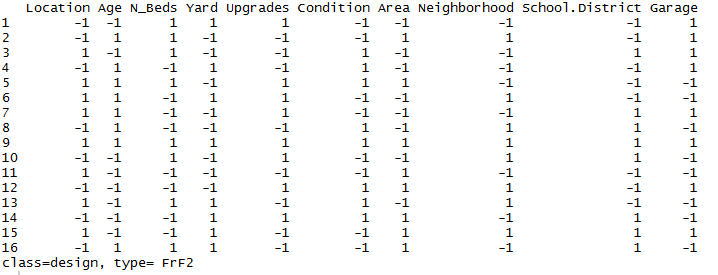 Location Age N_Beds Yard Upgrades Condition Area Neighborhood School.District Garage
1 -1 -1 1 1 1 -1 -1 -1 -1 1
2 -1 1 1 -1 -1 -1 1 1 -1 1
3 1 -1 1 -1 -1 1 -1 -1 1 1
4 -1 1 -1 1 -1 1 -1 -1 -1 1
5 1 1 1 -1 1 1 1 -1 -1 -1
6 1 1 -1 1 1 -1 -1 1 -1 -1
7 1 1 -1 -1 1 -1 -1 -1 1 1
8 -1 1 -1 -1 -1 1 -1 1 1 -1
9 1 1 1 1 1 1 1 1 1 1
10 -1 -1 1 -1 1 -1 -1 1 1 -1
11 1 -1 -1 -1 -1 -1 1 -1 -1 -1
12 -1 -1 -1 -1 1 1 1 1 -1 1
13 1 -1 1 1 -1 1 -1 1 -1 -1
14 -1 -1 -1 1 1 1 1 -1 1 -1
15 1 -1 -1 1 -1 -1 1 1 1 1
16 -1 1 1 1 -1 -1 1 -1 1 -1
class=design, type= FrF2